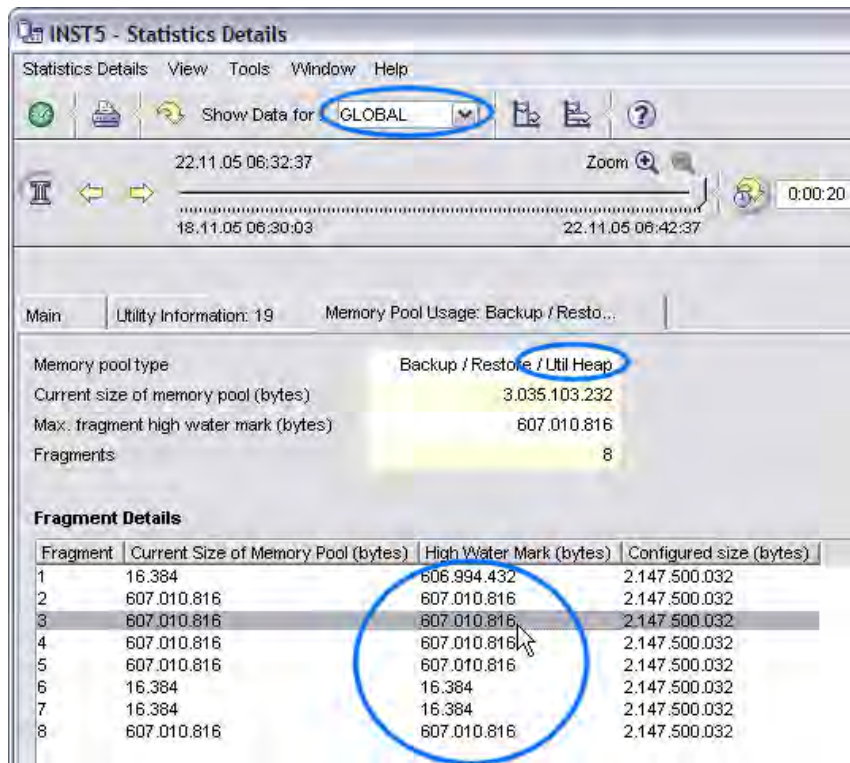 INST5 - Statistics Details
Statistics Details View Tools Window Help
Show Data for GLOBAL
22.11.05 06:32:37 Zoom
0:00:20
18.11.05 06:30:03 22.11.05 06:42:37
Main Utility Information: 19 Memory Pool Usage: Backup / Resto...
Memory pool type Backup / Restore / Util Heap
Current size of memory pool (bytes) 3.035.103.232
Max. fragment high water mark (bytes) 607.010.816
Fragments 8
Fragment Details
Fragment Current Size of Memory Pool (bytes) High Water Mark (bytes) Configured size (bytes)
1 16.384 606.994.432 2.147.500.032
2 607.010.816 607.010.816 2.147.500.032
3 607.010.816 607.010.816 2.147.500.032
4 607.010.816 607.010.816 2.147.500.032
5 607.010.816 607.010.816 2.147.500.032
6 16.384 16.384 2.147.500.032
7 16.384 16.384 2.147.500.032
8 607.010.816 607.010.816 2.147.500.032